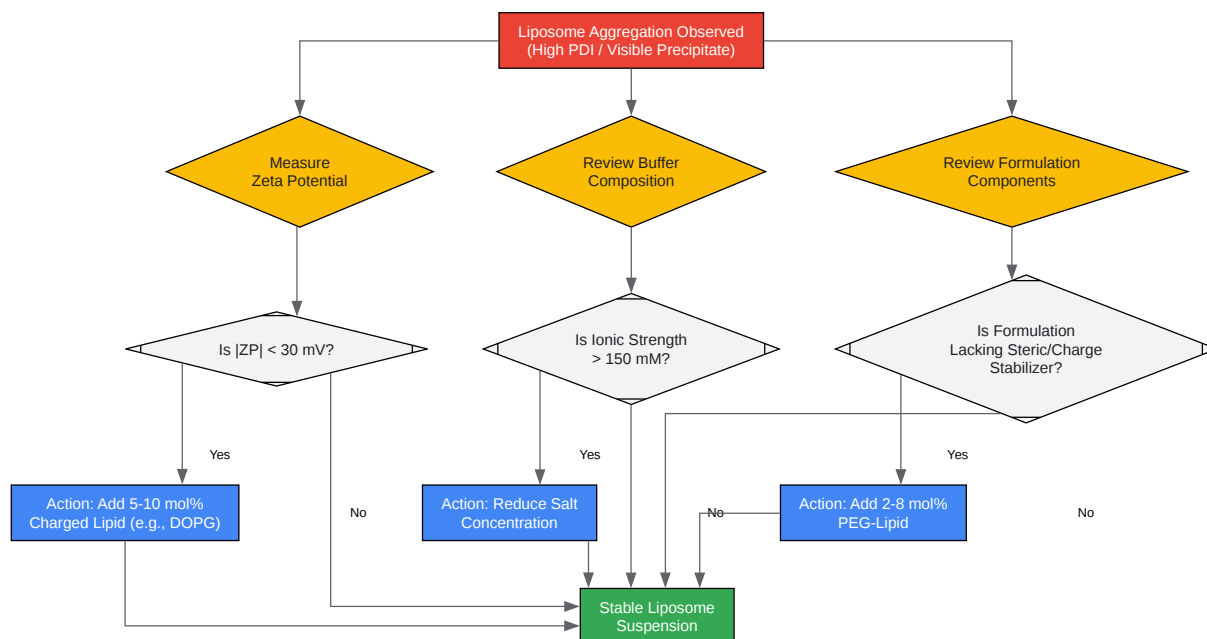 Liposome Aggregation Observed
(High PDI / Visible Precipitate)
Measure
Zeta Potential
Review Buffer
Composition
Review Formulation
Components
Is |ZP| < 30 mV?
Is Ionic Strength
> 150 mM?
Is Formulation
Lacking Steric/Charge
Stabilizer?
Yes
Yes
Yes
Action: Add 5-10 mol%
Charged Lipid (e.g., DOPG)
No
Action: Reduce Salt
Concentration
No
Action: Add 2-8 mol%
PEG-Lipid
No
Stable Liposome
Suspension